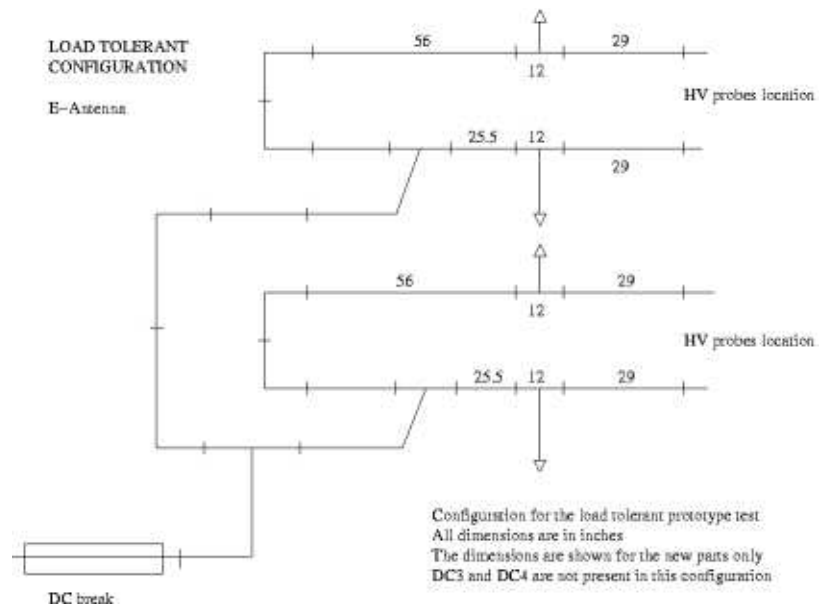 LOAD TOLERANT
CONFIGURATION
E-Antenna
56
29
12
HV probes location
25.5
12
29
56
29
12
HV probes location
25.5
12
29
Configuration for the load tolerant prototype test
All dimensions are in inches
The dimensions are shown for the new parts only
DC3 and DC4 are not present in this configuration
DC break